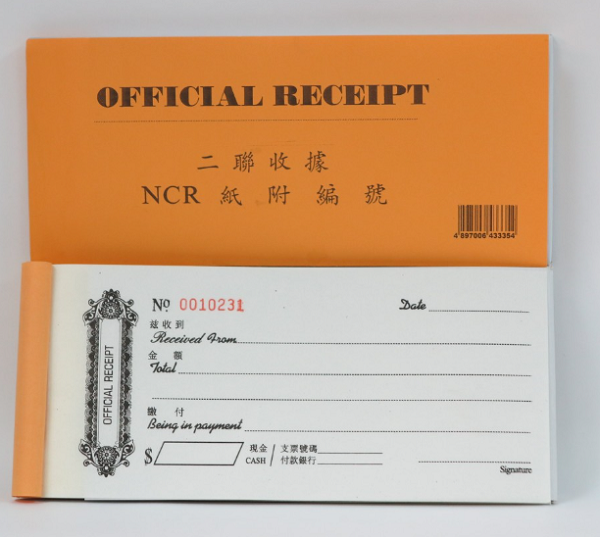 OFFICIAL RECEIPT
二聯收據
NCR 紙附編號
4 897006 433354
OFFICIAL RECEIPT
No 0010231
Date
茲收到
Received From
金額
Total
繳付
Being in payment
$
現金 / 支票號碼
CASH / 付款銀行
Signature